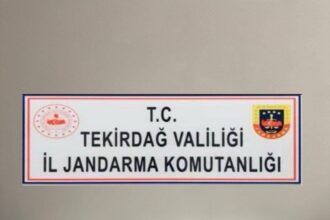 T.C.
TEKİRDAĞ VALİLİĞİ
İL JANDARMA KOMUTANLIĞI